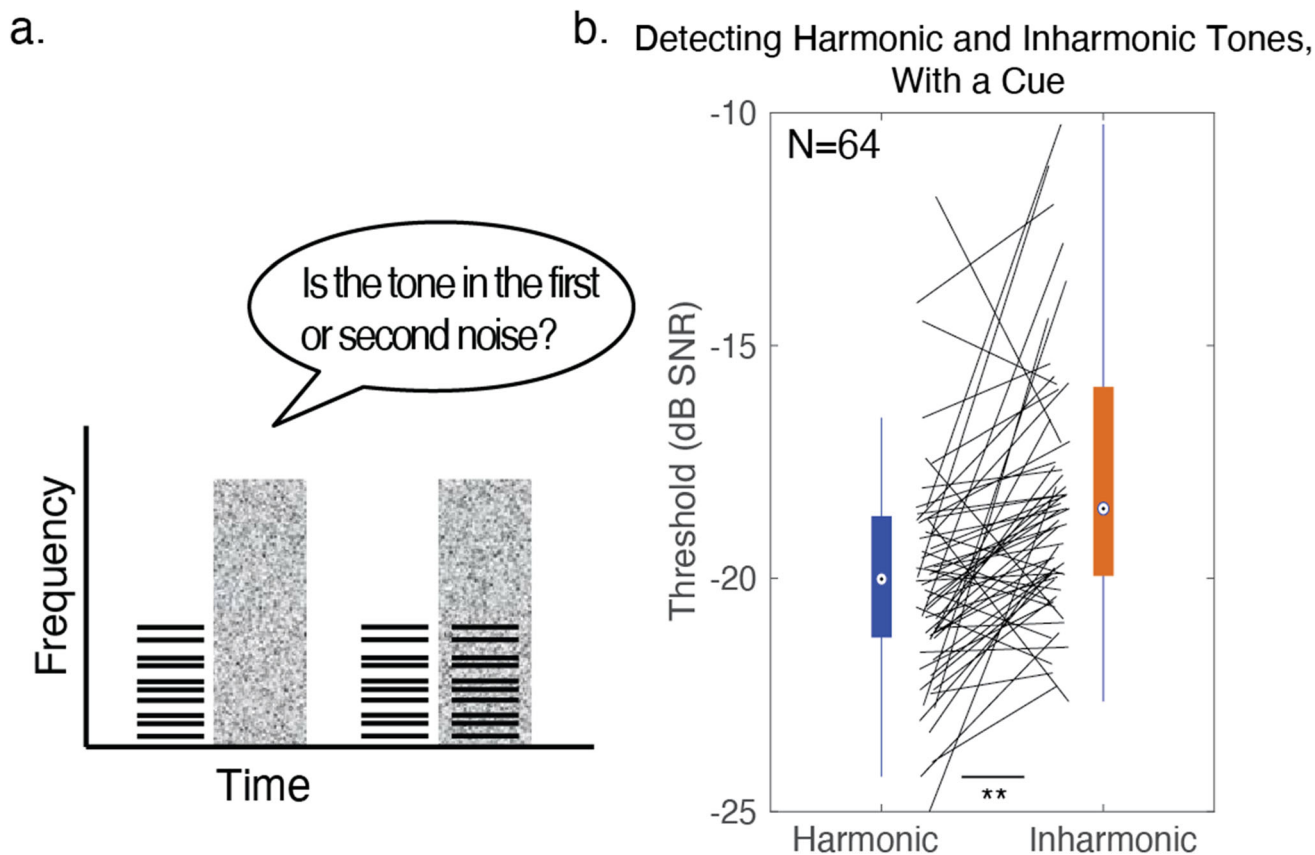 a.
Is the tone in the first
or second noise?
Frequency
Time
b.
Detecting Harmonic and Inharmonic Tones,
With a Cue
N=64
Threshold (dB SNR)
-10
-15
-20
-25
**
Harmonic
Inharmonic